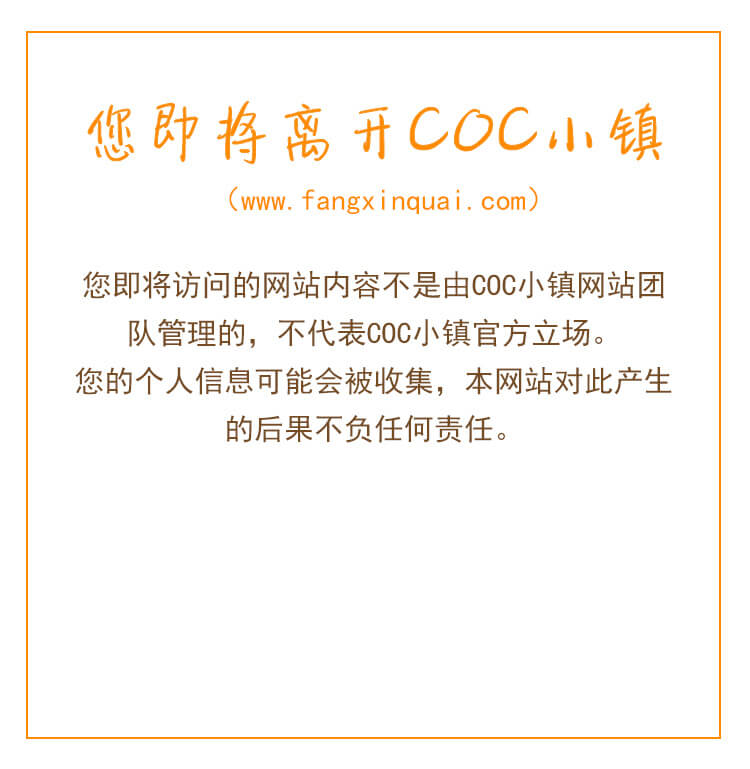 您即将离开COC小镇
（www.fangxinquai.com）
您即将访问的网站内容不是由COC小镇网站团
队管理的，不代表COC小镇官方立场。
您的个人信息可能会被收集，本网站对此产生
的后果不负任何责任。